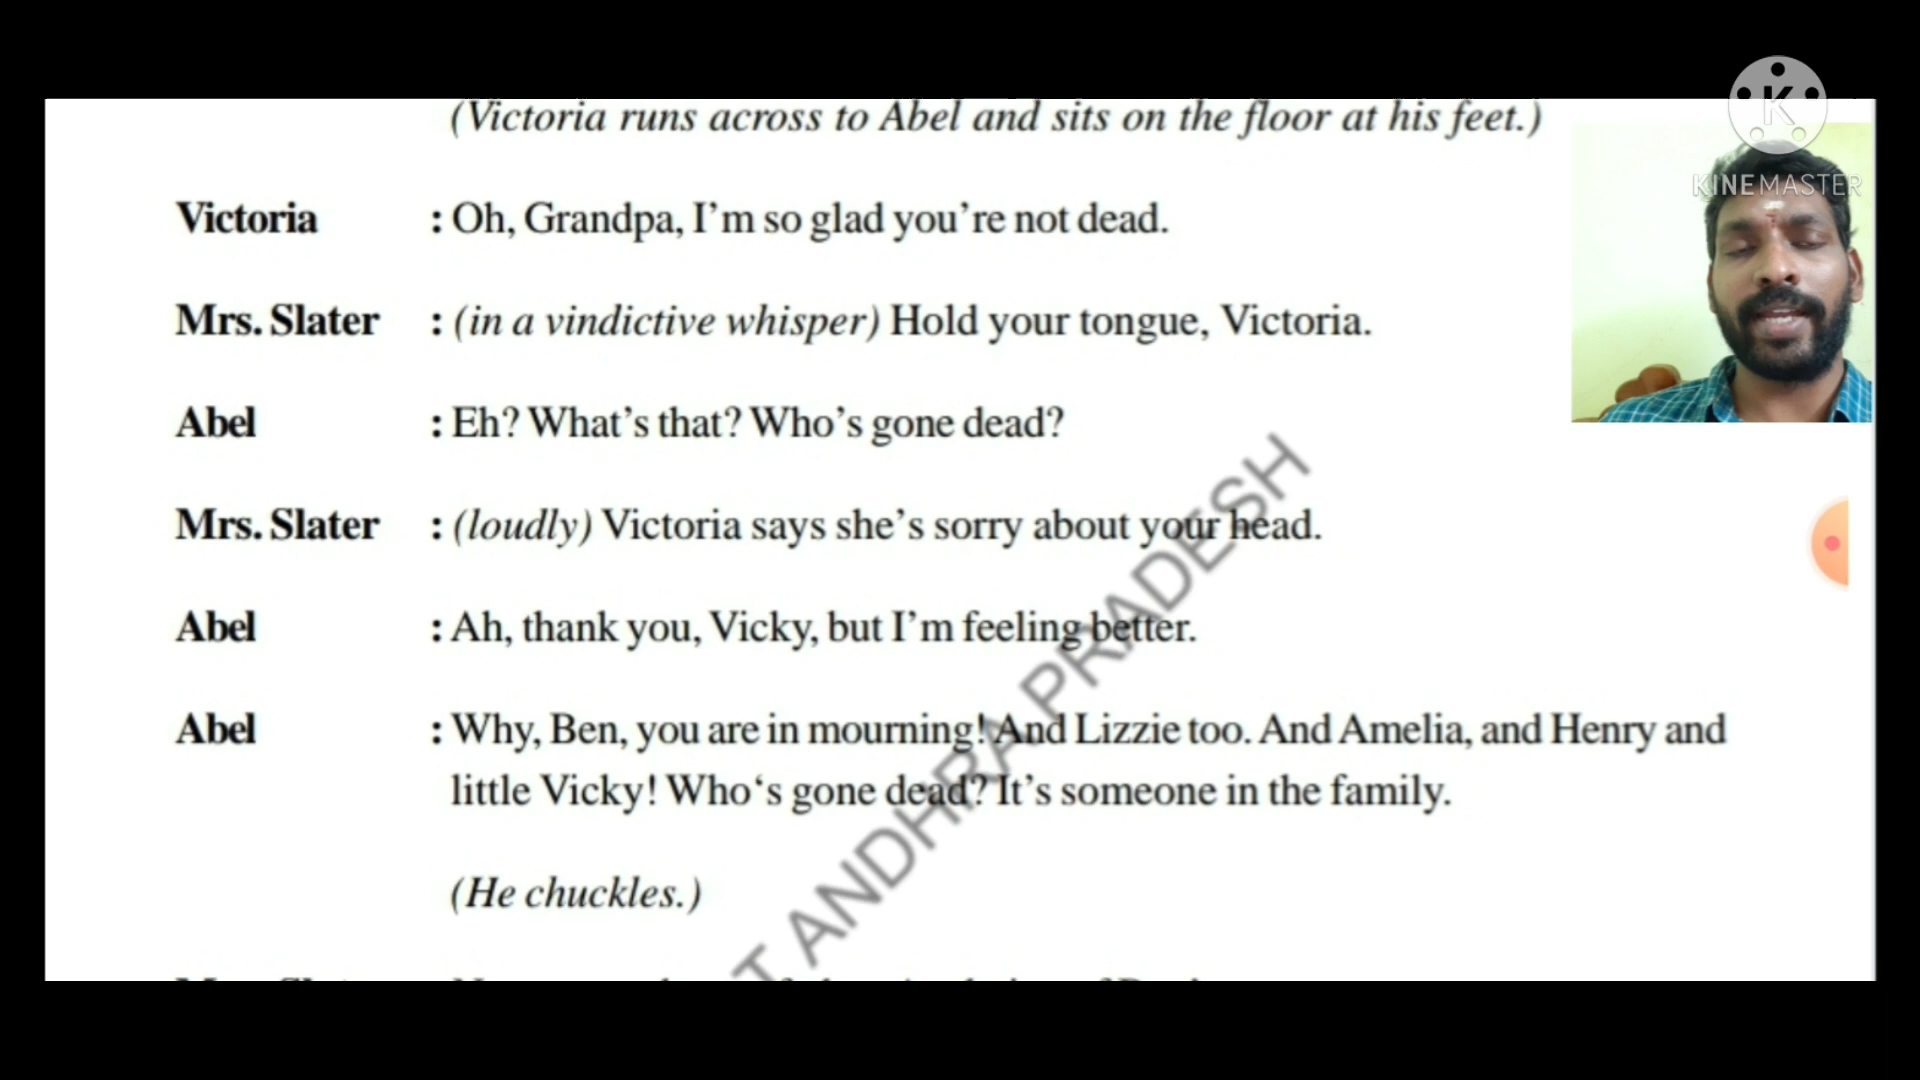 (Victoria runs across to Abel and sits on the floor at his feet.)
Victoria : Oh, Grandpa, I'm so glad you're not dead.
Mrs. Slater : (in a vindictive whisper) Hold your tongue, Victoria.
Abel : Eh? What's that? Who's gone dead?
Mrs. Slater : (loudly) Victoria says she's sorry about your head.
Abel : Ah, thank you, Vicky, but I'm feeling better.
Abel : Why, Ben, you are in mourning! And Lizzie too. And Amelia, and Henry and
little Vicky! Who‘s gone dead? It's someone in the family.
(He chuckles.)
ANDHRA PRADESH
K
KINEMASTER